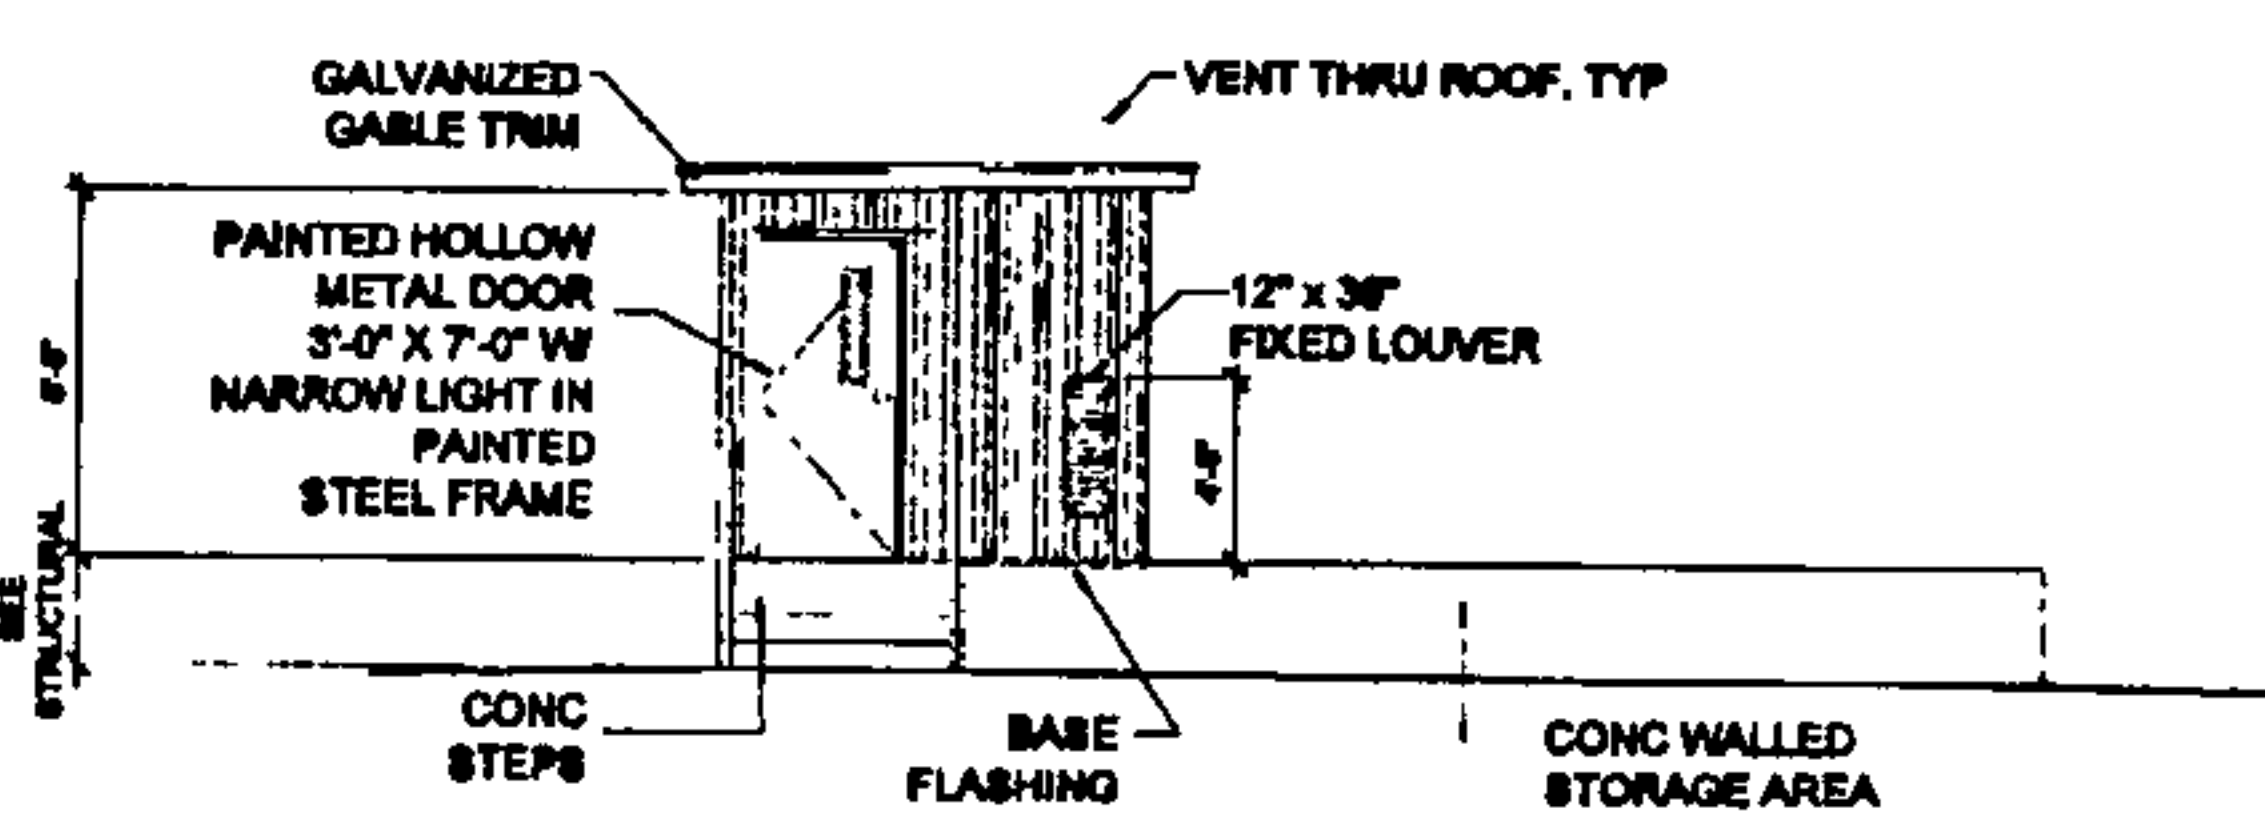 GALVANIZED
GABLE TRIM
VENT THRU ROOF, TYP
PAINTED HOLLOW
METAL DOOR
3'-0" X 7'-0" W/
NARROW LIGHT IN
PAINTED
STEEL FRAME
12" x
FIXED LOUVER
SEE
STRUCTURAL
CONC
STEPS
BASE
FLASHING
CONC WALLED
STORAGE AREA